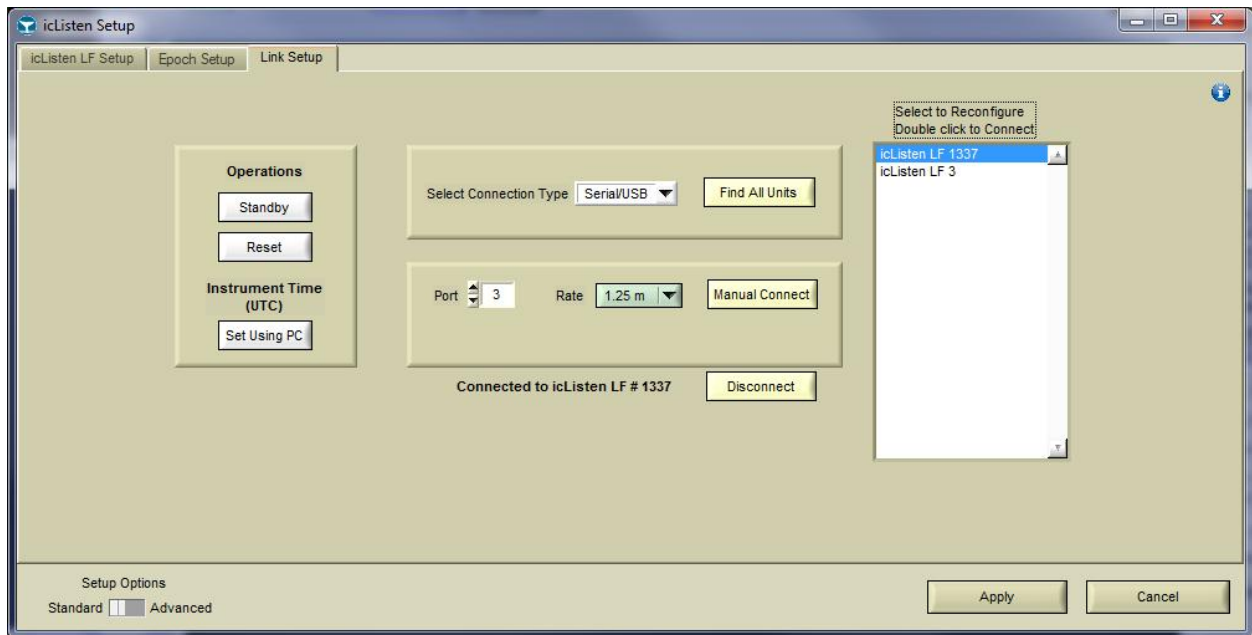 icListen Setup
icListen LF Setup
Epoch Setup
Link Setup
Operations
Standby
Reset
Instrument Time
(UTC)
Set Using PC
Select Connection Type
Serial/USB
Find All Units
Port
3
Rate
1.25 m
Manual Connect
Connected to icListen LF # 1337
Disconnect
Select to Reconfigure
Double click to Connect
icListen LF 1337
icListen LF 3
Setup Options
Standard
Advanced
Apply
Cancel